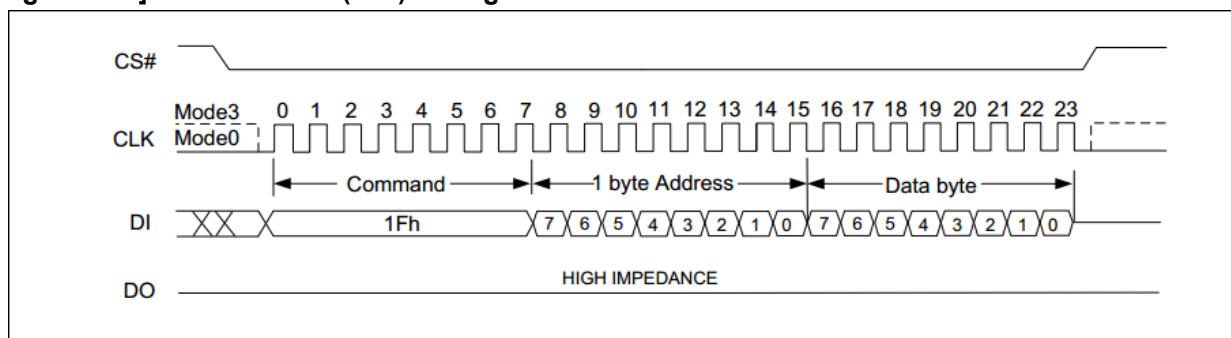 CS#
Mode3 0 1 2 3 4 5 6 7 8 9 10 11 12 13 14 15 16 17 18 19 20 21 22 23
CLK Mode0
Command 1 byte Address Data byte
DI 1Fh 7 6 5 4 3 2 1 0 7 6 5 4 3 2 1 0
HIGH IMPEDANCE
DO